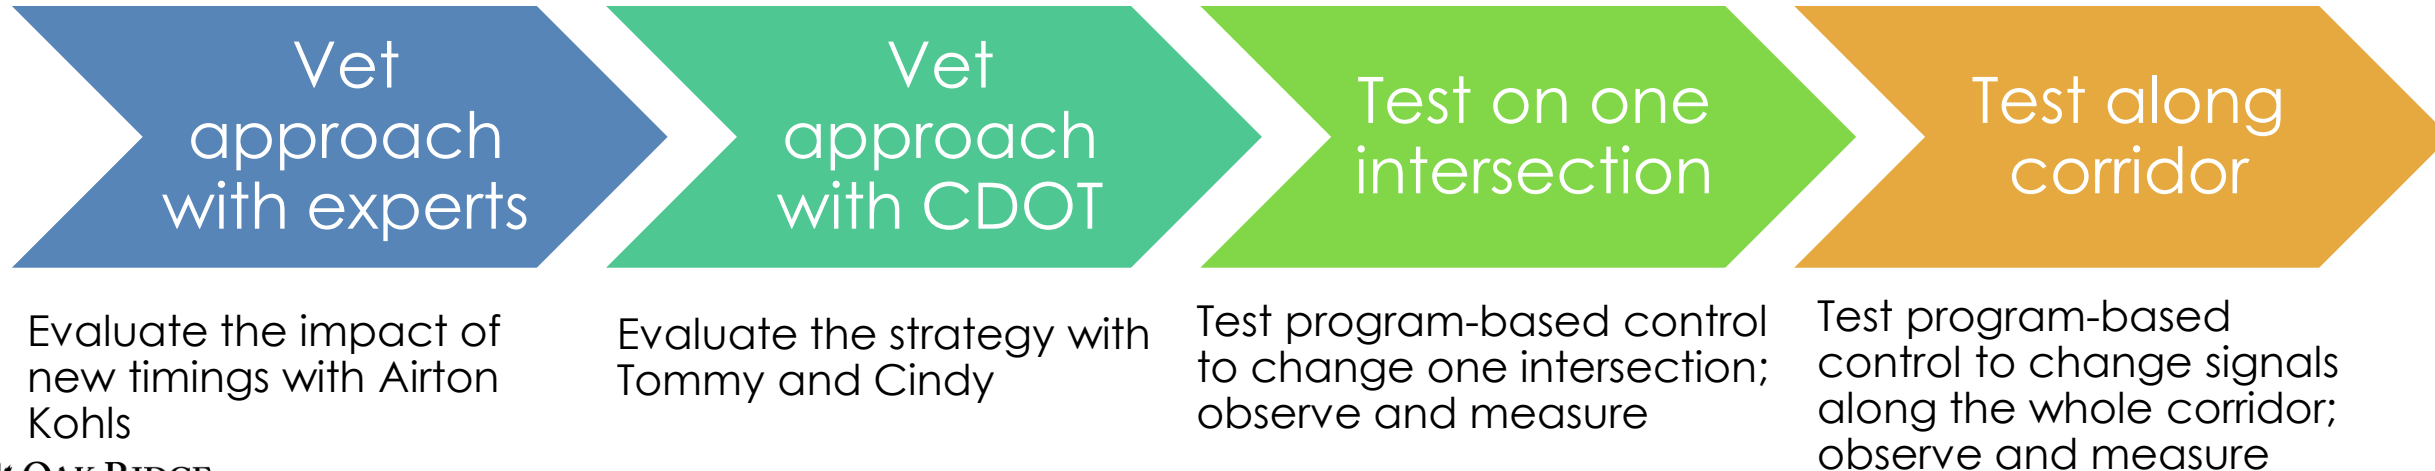 Vet
approach
with experts
Vet
approach
with CDOT
Test on one
intersection
Test along
corridor
Evaluate the impact of
new timings with Airton
Kohls
Evaluate the strategy with
Tommy and Cindy
Test program-based control
to change one intersection;
observe and measure
Test program-based
control to change signals
along the whole corridor;
observe and measure
OAK RIDGE